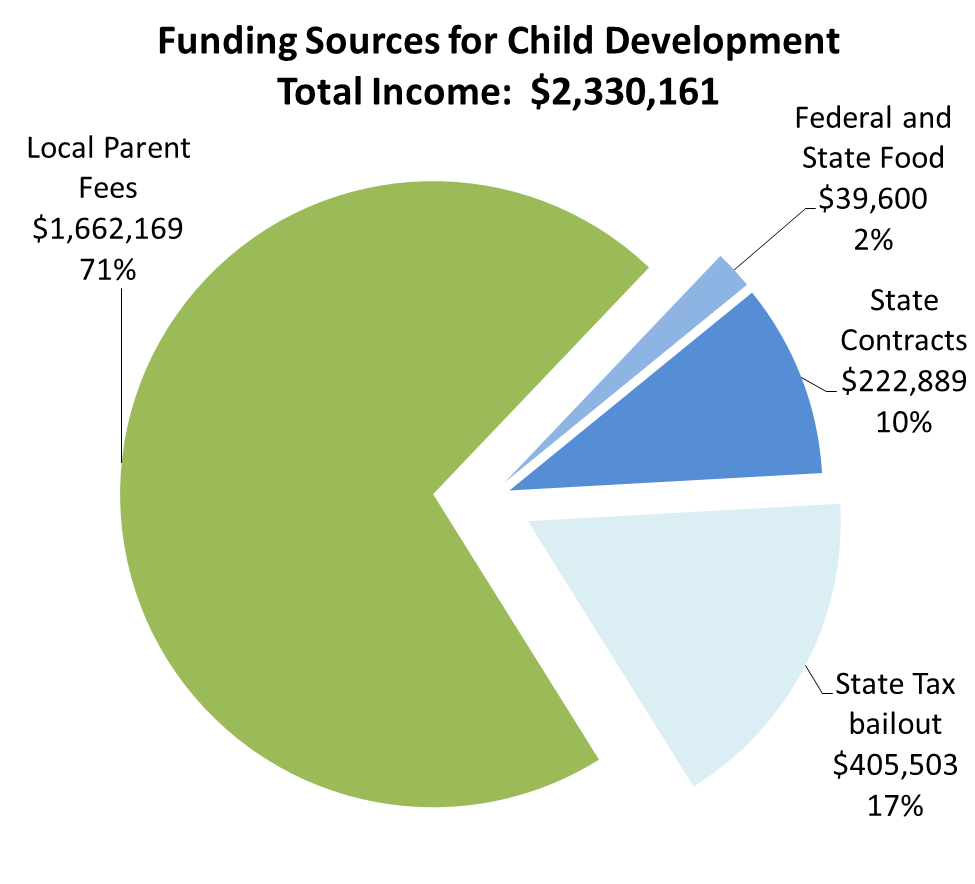 Funding Sources for Child Development
Total Income:  $2,330,161
Local Parent
Fees
$1,662,169
71%
Federal and
State Food
$39,600
2%
State
Contracts
$222,889
10%
State Tax
bailout
$405,503
17%